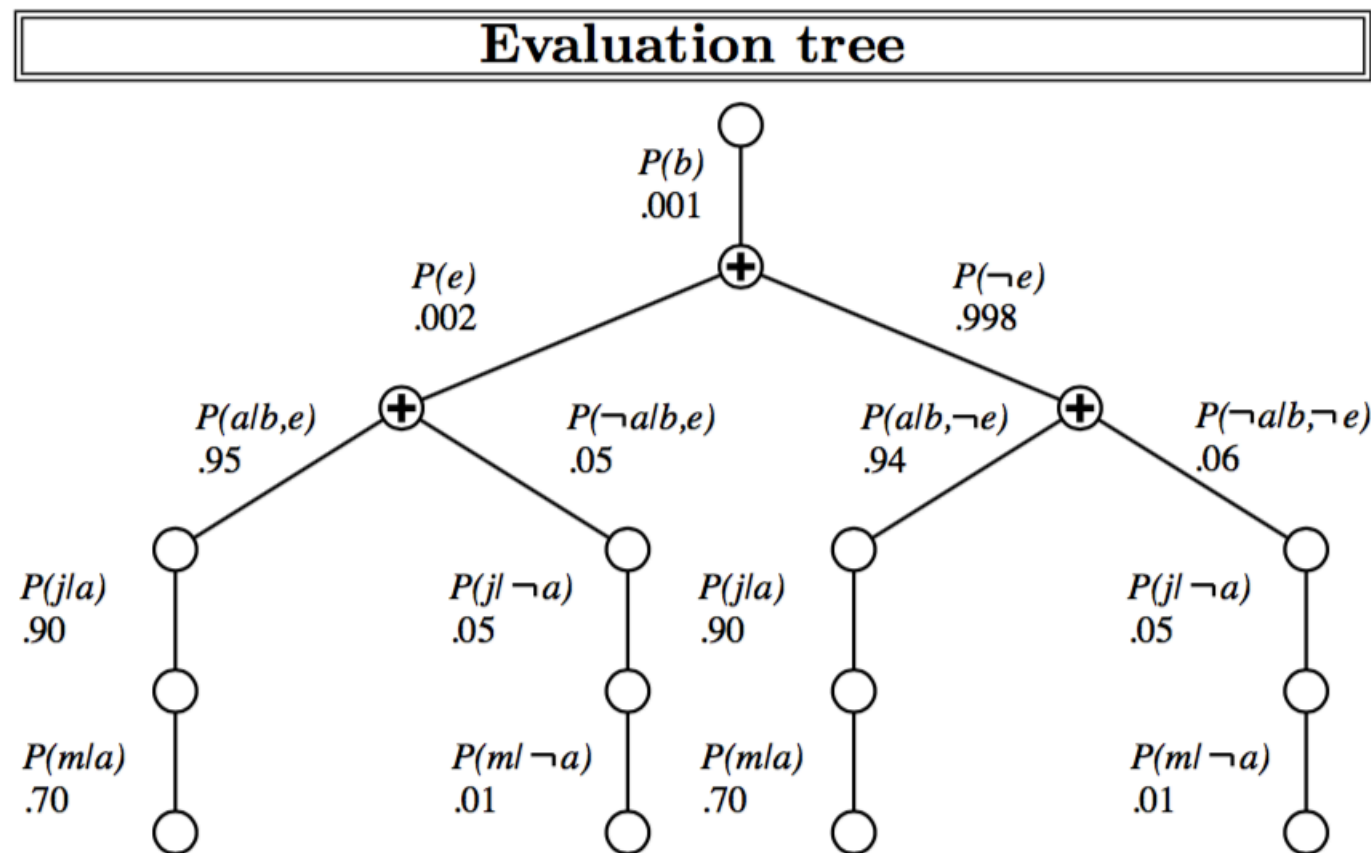 Evaluation tree
P(b)
.001
P(e)
.002
P(¬e)
.998
P(a|b,e)
.95
P(¬a|b,e)
.05
P(a|b,¬e)
.94
P(¬a|b,¬e)
.06
P(j|a)
.90
P(j|¬a)
.05
P(j|a)
.90
P(j|¬a)
.05
P(m|a)
.70
P(m|¬a)
.01
P(m|a)
.70
P(m|¬a)
.01